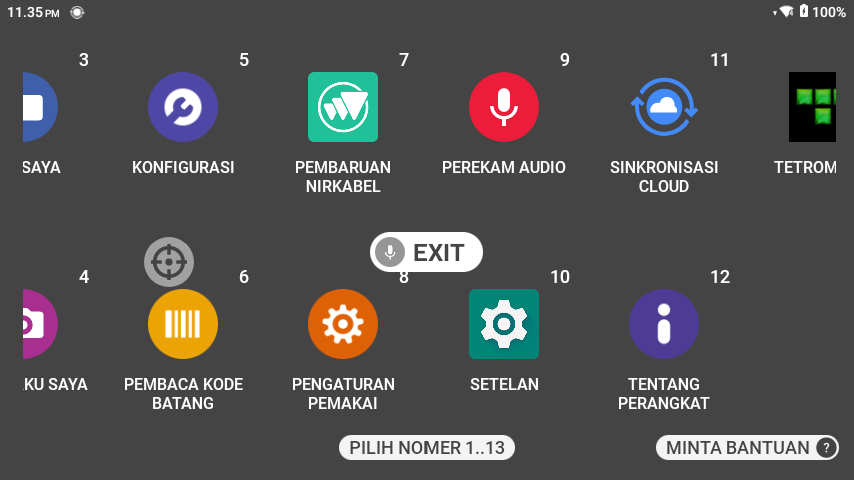 11.35 PM
100%
3
5
7
9
11
SAYA
KONFIGURASI
PEMBARUAN
NIRKABEL
PEREKAM AUDIO
SINKRONISASI
CLOUD
TETROM
EXIT
4
6
8
10
12
KU SAYA
PEMBACA KODE
BATANG
PENGATURAN
PEMAKAI
SETELAN
TENTANG
PERANGKAT
PILIH NOMER 1..13
MINTA BANTUAN ?